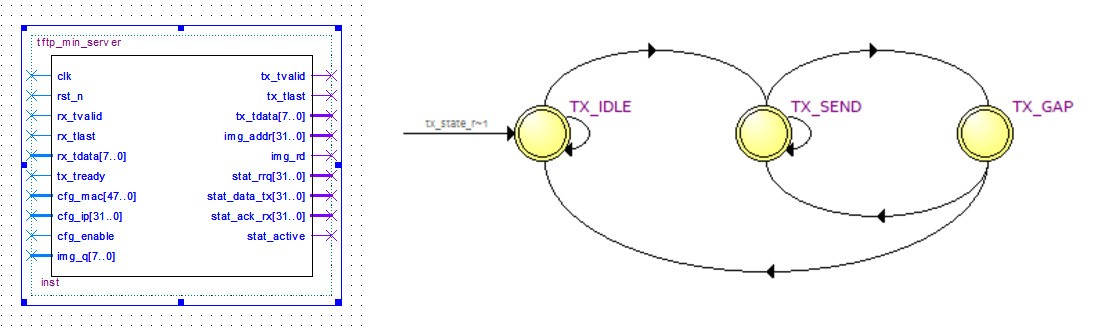 tftp_min_server
clk
rst_n
rx_tvalid
rx_tlast
rx_tdata[7..0]
tx_tready
cfg_mac[47..0]
cfg_ip[31..0]
cfg_enable
img_q[7..0]
tx_tvalid
tx_tlast
tx_tdata[7..0]
img_addr[31..0]
img_rd
stat_rrq[31..0]
stat_data_tx[31..0]
stat_ack_rx[31..0]
stat_active
inst
tx_state_r~1
TX_IDLE
TX_SEND
TX_GAP